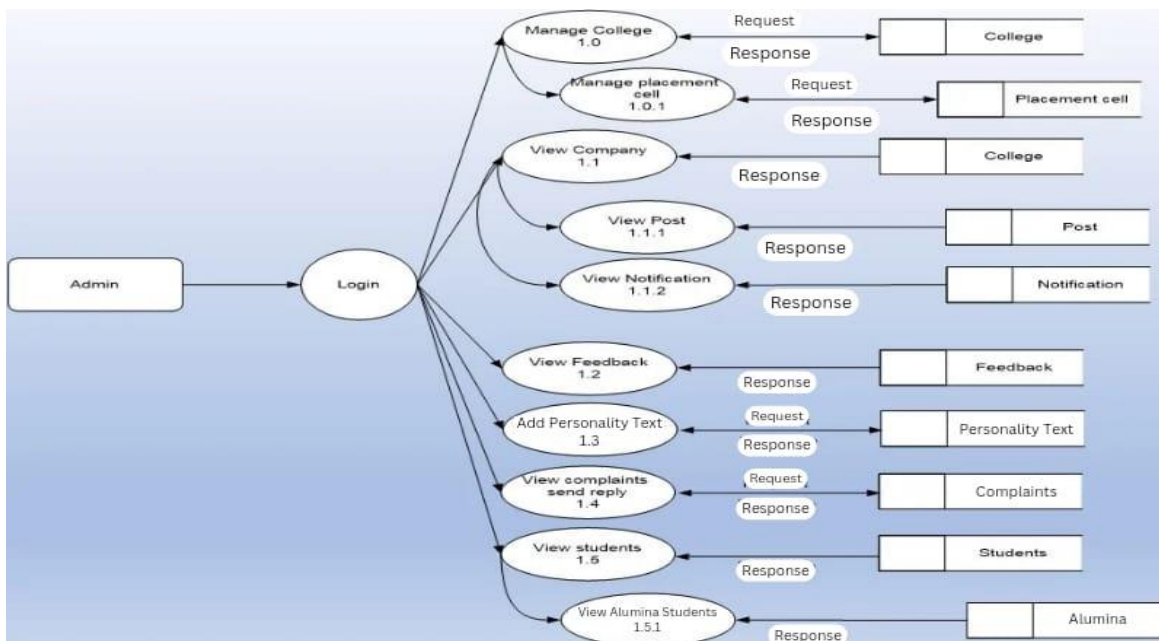 Manage College
1.0
Request
Response
College
Manage placement
cell
1.0.1
Request
Response
Placement cell
View Company
1.1
Response
College
View Post
1.1.1
Response
Post
Admin
Login
View Notification
1.1.2
Response
Notification
View Feedback
1.2
Response
Feedback
Add Personality Text
1.3
Request
Response
Personality Text
View complaints
send reply
1.4
Request
Response
Complaints
View students
1.5
Response
Students
View Alumina Students
1.5.1
Response
Alumina